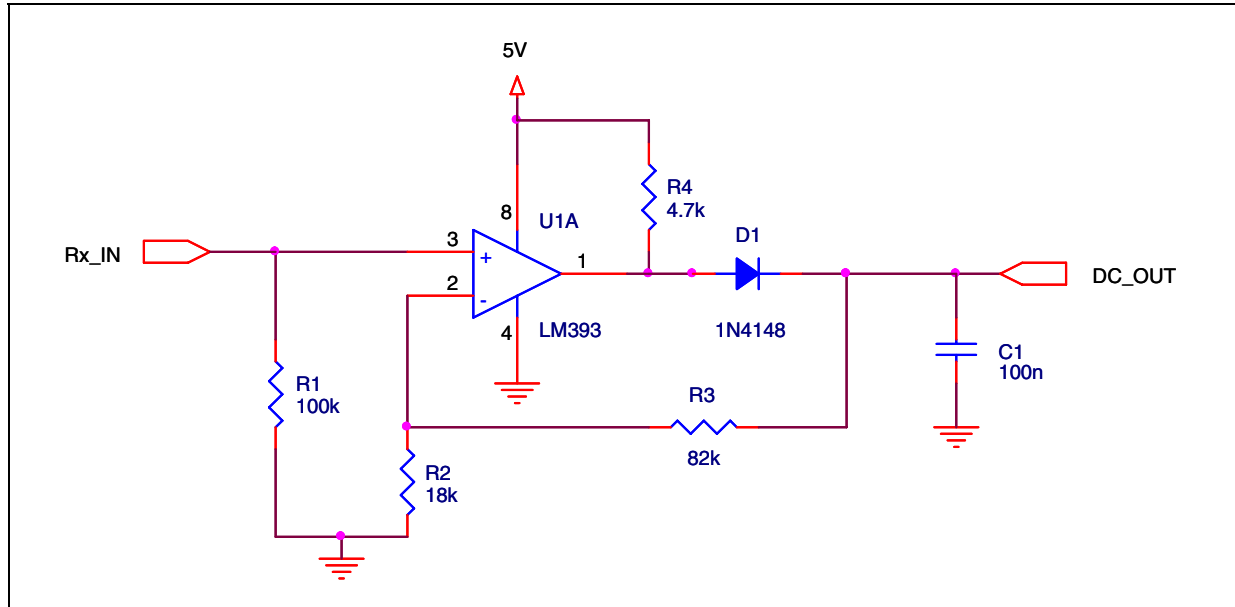 5V
R4
4.7k
8
U1A
D1
3
1
Rx_IN
+
2
-
DC_OUT
4
LM393
1N4148
C1
100n
R1
100k
R3
82k
R2
18k